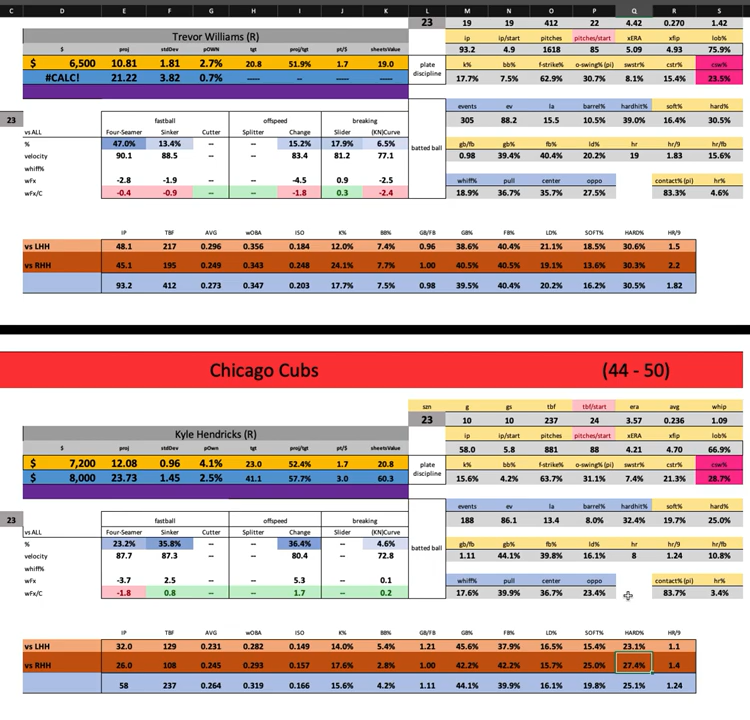 C D E F G H I J K L M N O P Q R S
23 19 19 412 22 4.42 0.270 1.42
Trevor Williams (R) ip ip/start pitches pitches/start xERA xfip lob%
93.2 4.9 1618 85 5.09 4.93 75.9%
$ proj stdDev pOWN tgt proj/tgt pt/$ sheetsValue
$ 6,500 10.81 1.81 2.7% 20.8 51.9% 1.7 19.0 plate discipline k% bb% f-strike% o-swing% (pi) swstr% cstr% csw%
#CALC! 21.22 3.82 0.7% ----- -- ----- ----- 17.7% 7.5% 62.9% 30.7% 8.1% 15.4% 23.5%
events ev la barrel% hardhit% soft% hard%
23 fastball offspeed breaking batted ball 305 88.2 15.5 10.5% 39.0% 16.4% 30.5%
vs ALL Four-Seamer Sinker Cutter Splitter Change Slider (KN)Curve
% 47.0% 13.4% -- -- 15.2% 17.9% 6.5% gb/fb gb% fb% ld% hr hr/9 hr/fb
velocity 90.1 88.5 -- -- 83.4 81.2 77.1 0.98 39.4% 40.4% 20.2% 19 1.83 15.6%
whiff%
wFx -2.8 -1.9 -- -- -4.5 0.9 -2.5 whiff% pull center oppo contact% (pi) hr%
wFx/C -0.4 -0.9 -- -- -1.8 0.3 -2.4 18.9% 36.7% 35.7% 27.5% 83.3% 4.6%
IP TBF AVG wOBA ISO K% BB% GB/FB GB% FB% LD% SOFT% HARD% HR/9
vs LHH 48.1 217 0.296 0.356 0.184 12.0% 7.4% 0.96 38.6% 40.4% 21.1% 18.5% 30.6% 1.5
vs RHH 45.1 195 0.249 0.343 0.248 24.1% 7.7% 1.00 40.5% 40.5% 19.1% 13.6% 30.3% 2.2
93.2 412 0.273 0.347 0.203 17.7% 7.5% 0.98 39.5% 40.4% 20.2% 16.2% 30.5% 1.82
Chicago Cubs (44 - 50)
szn g gs tbf tbf/start era avg whip
23 10 10 237 24 3.57 0.236 1.09
Kyle Hendricks (R) ip ip/start pitches pitches/start xERA xfip lob%
$ proj stdDev pOwn tgt proj/tgt pt/$ sheetsValue 58.0 5.8 881 88 4.21 4.70 66.9%
$ 7,200 12.08 0.96 4.1% 23.0 52.4% 1.7 20.8 plate discipline k% bb% f-strike% o-swing% (pi) swstr% cstr% csw%
$ 8,000 23.73 1.45 2.5% 41.1 57.7% 3.0 60.3 15.6% 4.2% 63.7% 31.1% 7.4% 21.3% 28.7%
events ev la barrel% hardhit% soft% hard%
23 fastball offspeed breaking batted ball 188 86.1 13.4 8.0% 32.4% 19.7% 25.0%
vs ALL Four-Seamer Sinker Cutter Splitter Change Slider (KN)Curve
% 23.2% 35.8% -- -- 36.4% -- 4.6% gb/fb gb% fb% ld% hr hr/9 hr/fb
velocity 87.7 87.3 -- -- 80.4 -- 72.8 1.11 44.1% 39.8% 16.1% 8 1.24 10.8%
whiff%
wFx -3.7 2.5 -- -- 5.3 0.1 whiff% pull center oppo contact% (pi) hr%
wFx/C -1.8 0.8 -- -- 1.7 -- 0.2 17.6% 39.9% 36.7% 23.4% 83.7% 3.4%
IP TBF AVG wOBA ISO K% BB% GB/FB GB% FB% LD% SOFT% HARD% HR/9
vs LHH 32.0 129 0.231 0.282 0.149 14.0% 5.4% 1.21 45.6% 37.9% 16.5% 15.4% 23.1% 1.1
vs RHH 26.0 108 0.245 0.293 0.157 17.6% 2.8% 1.00 42.2% 42.2% 15.7% 25.0% 27.4% 1.4
58 237 0.264 0.319 0.166 15.6% 4.2% 1.11 44.1% 39.9% 16.1% 19.8% 25.1% 1.24